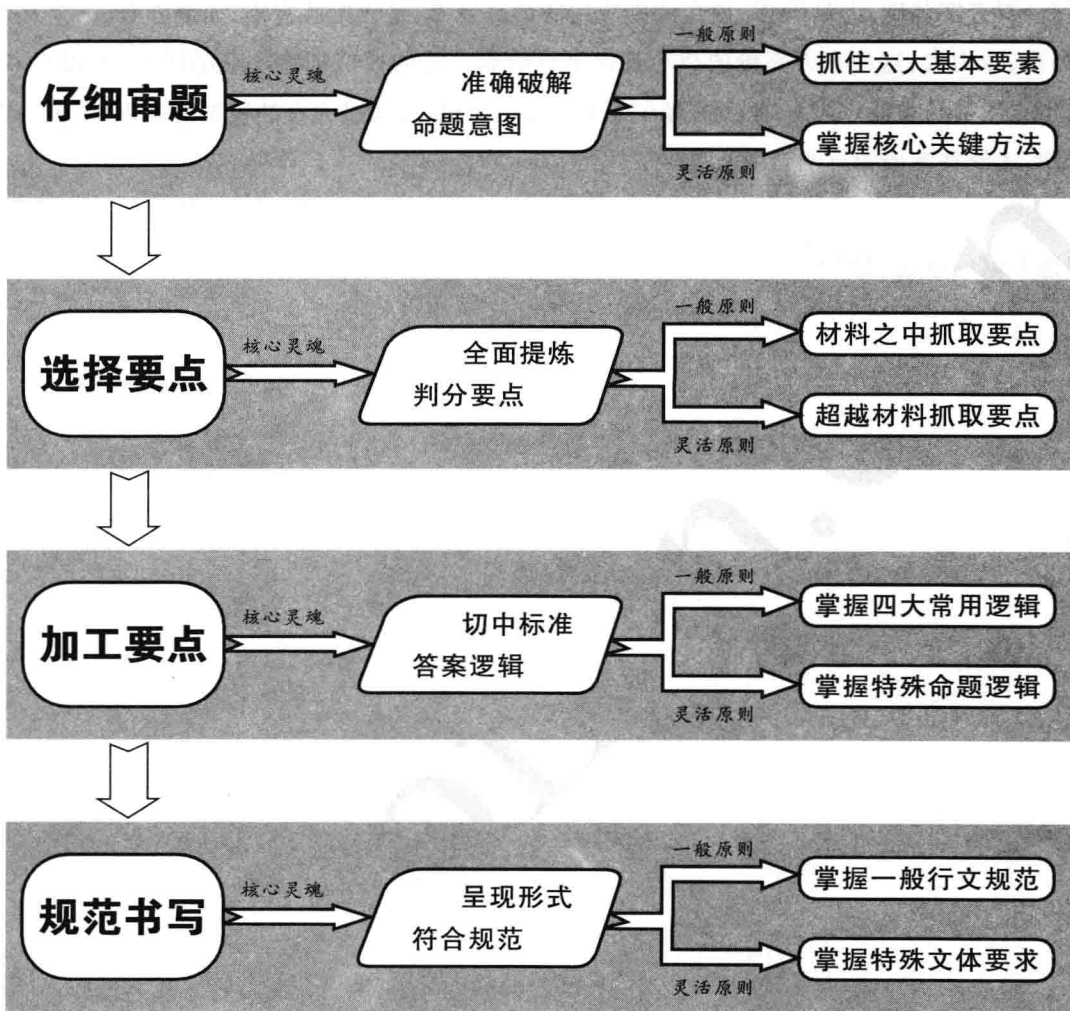 一般原则
仔细审题
核心灵魂
准确破解
命题意图
抓住六大基本要素
掌握核心关键方法
灵活原则
一般原则
选择要点
核心灵魂
全面提炼
判分要点
材料之中抓取要点
超越材料抓取要点
灵活原则
一般原则
加工要点
核心灵魂
切中标准
答案逻辑
掌握四大常用逻辑
掌握特殊命题逻辑
灵活原则
一般原则
规范书写
核心灵魂
呈现形式
符合规范
掌握一般行文规范
掌握特殊文体要求
灵活原则